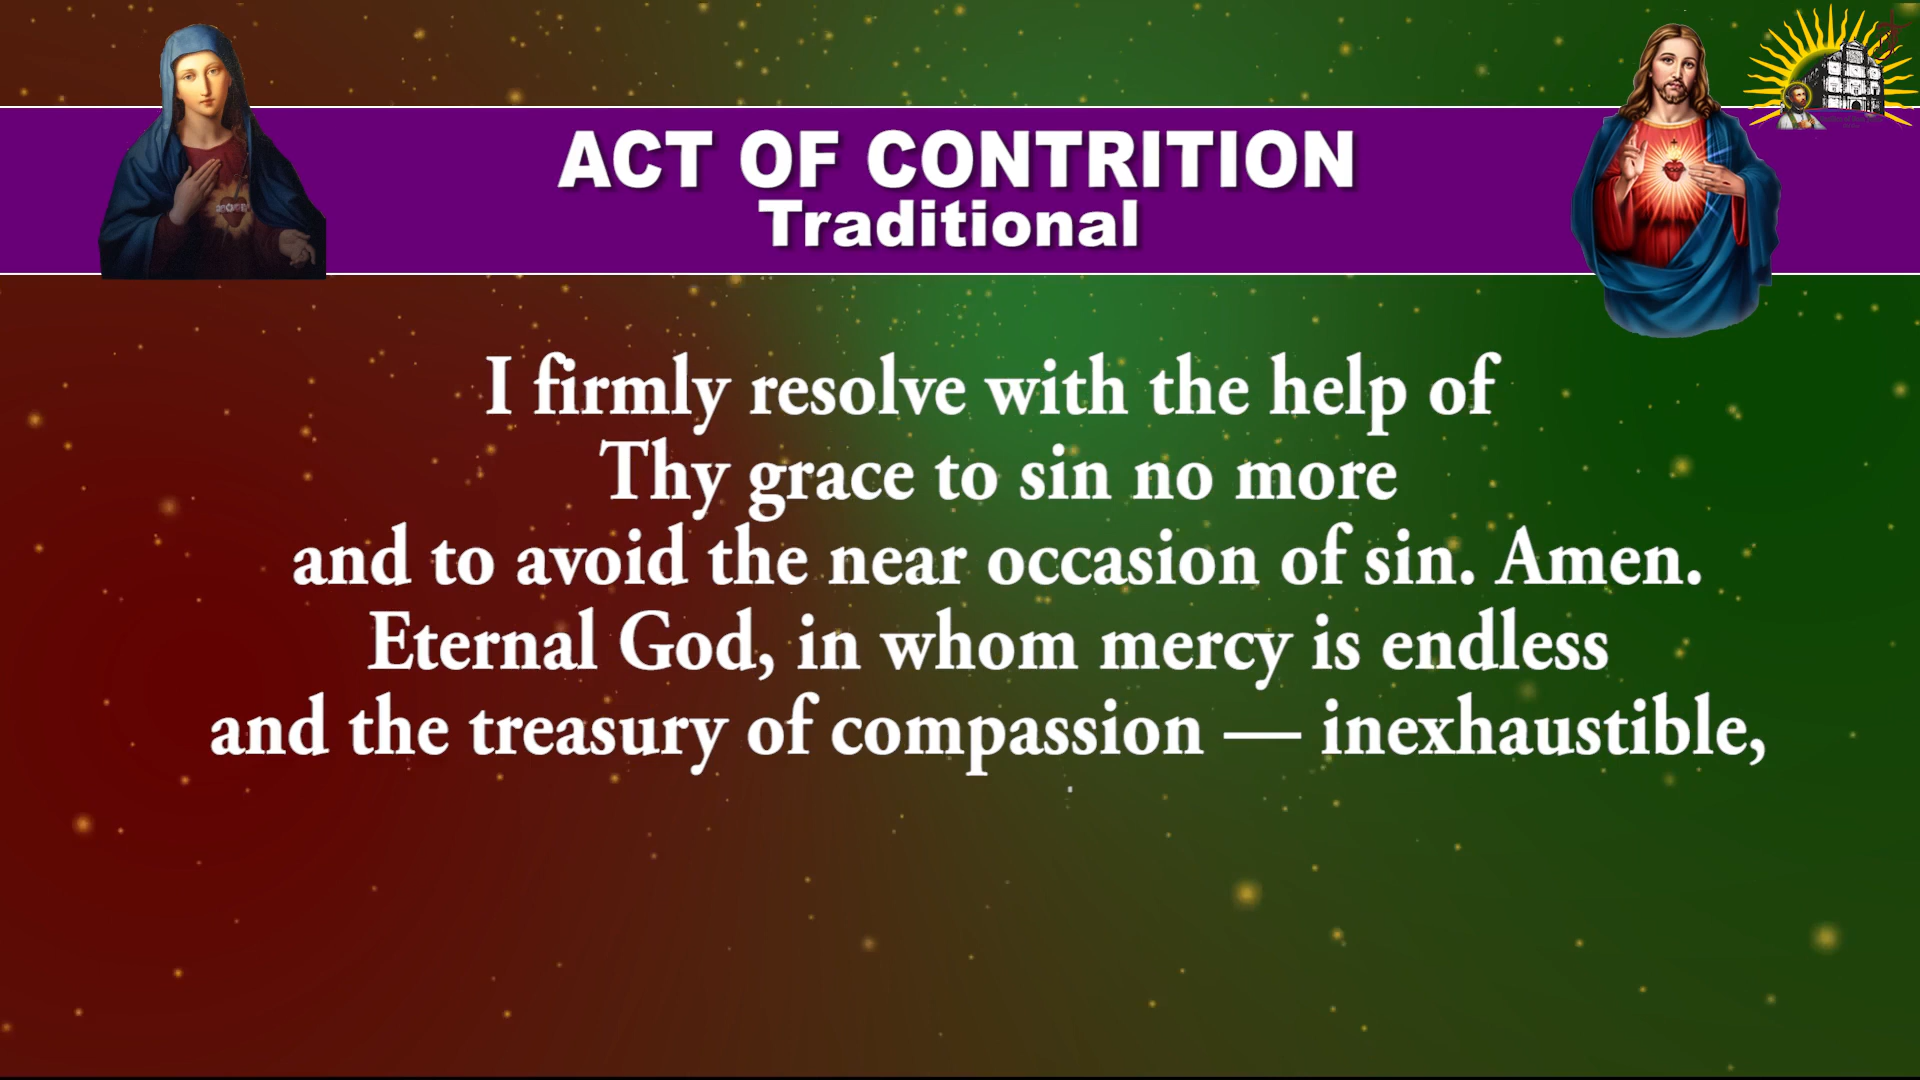 ACT OF CONTRITION
Traditional
I firmly resolve with the help of
Thy grace to sin no more
and to avoid the near occasion of sin. Amen.
Eternal God, in whom mercy is endless
and the treasury of compassion — inexhaustible,